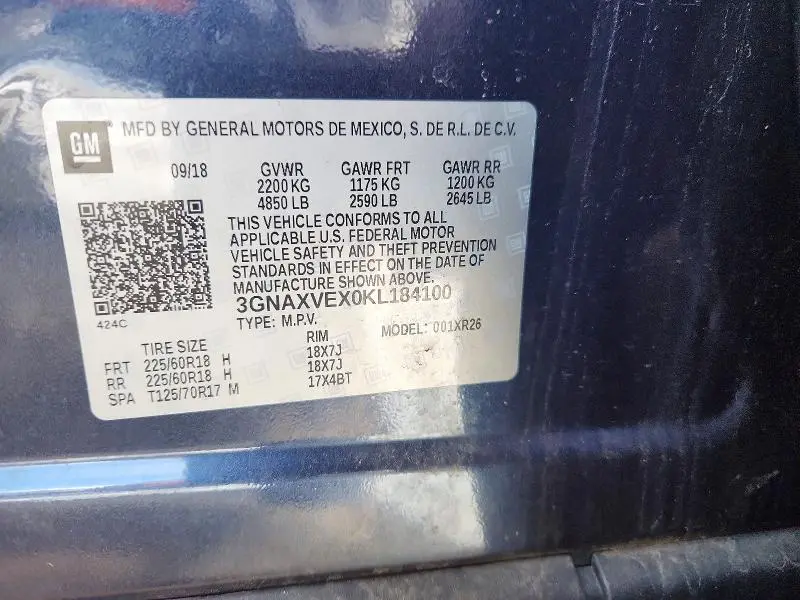 GM MFD BY GENERAL MOTORS DE MEXICO, S. DE R.L. DE C.V.
09/18 GVWR GAWR FRT GAWR RR
2200 KG 1175 KG 1200 KG
4850 LB 2590 LB 2645 LB
THIS VEHICLE CONFORMS TO ALL
APPLICABLE U.S. FEDERAL MOTOR
VEHICLE SAFETY AND THEFT PREVENTION
STANDARDS IN EFFECT ON THE DATE OF
MANUFACTURE SHOWN ABOVE.
3GNAXVEX0KL184100
424C TYPE: M.P.V. MODEL: 001XR26
TIRE SIZE RIM
FRT 225/60R18 H 18X7J
RR 225/60R18 H 18X7J
SPA T125/70R17 M 17X4BT